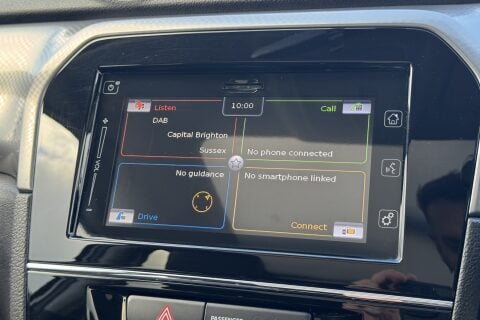 Listen
10:00
Call
DAB
Capital Brighton
Sussex
No phone connected
No guidance
No smartphone linked
Drive
Connect
VOL
PASSENGER